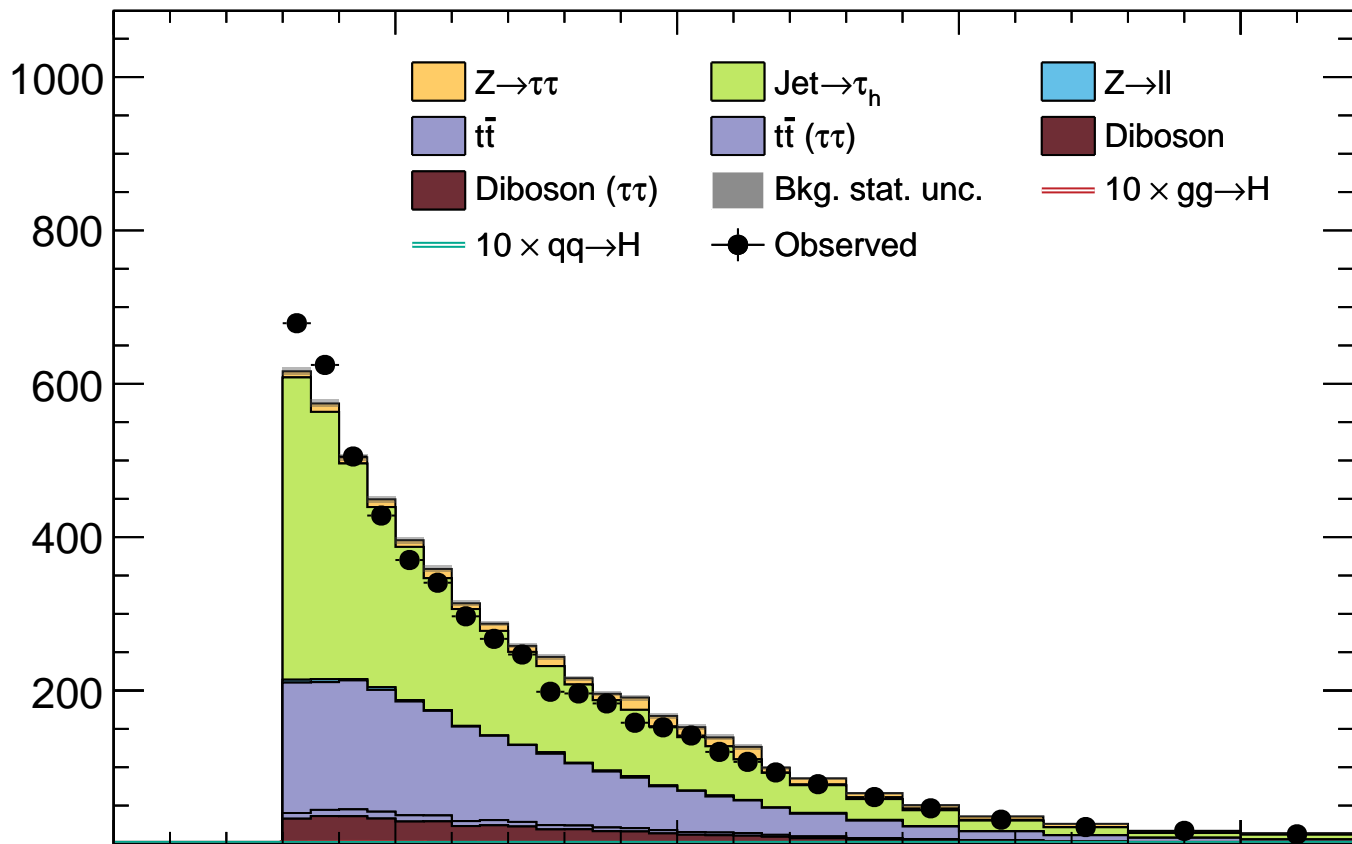 1000
Z→ττ Jet→τh Z→ll
tt̄ tt̄ (ττ) Diboson
Diboson (ττ) Bkg. stat. unc. 10 × gg→H
800
10 × qq→H Observed
600
400
200